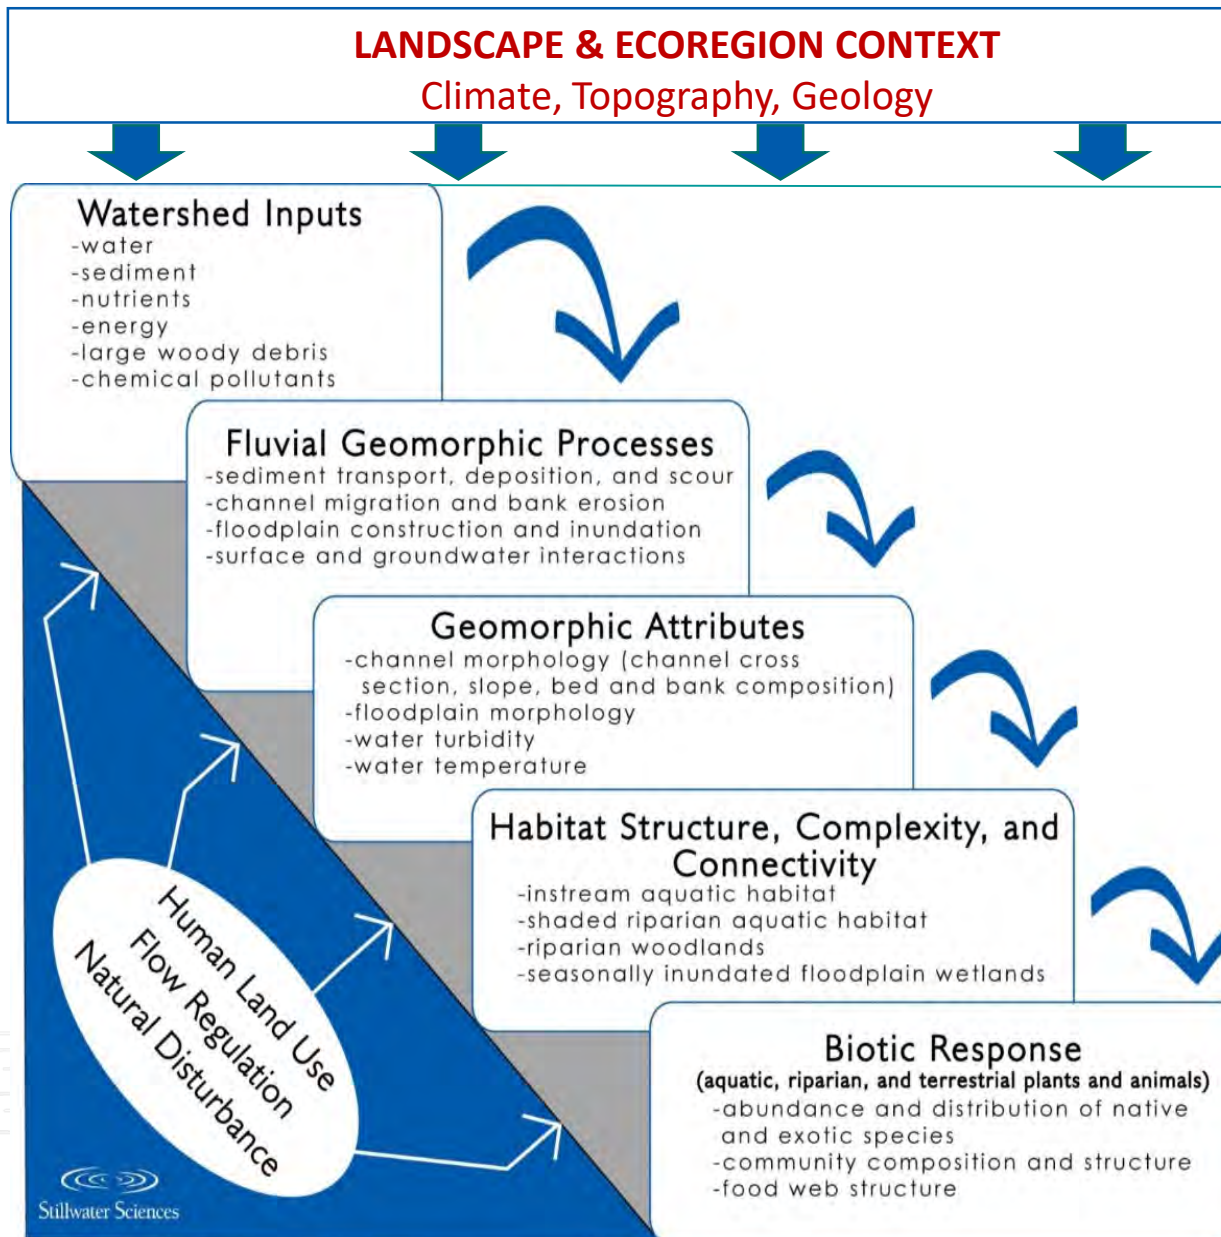 LANDSCAPE & ECOREGION CONTEXT
Climate, Topography, Geology
Watershed Inputs
-water
-sediment
-nutrients
-energy
-large woody debris
-chemical pollutants
Fluvial Geomorphic Processes
-sediment transport, deposition, and scour
-channel migration and bank erosion
-floodplain construction and inundation
-surface and groundwater interactions
Geomorphic Attributes
-channel morphology (channel cross
section, slope, bed and bank composition)
-floodplain morphology
-water turbidity
-water temperature
Habitat Structure, Complexity, and
Connectivity
-instream aquatic habitat
-shaded riparian aquatic habitat
-riparian woodlands
-seasonally inundated floodplain wetlands
Biotic Response
(aquatic, riparian, and terrestrial plants and animals)
-abundance and distribution of native
and exotic species
-community composition and structure
-food web structure
Human Land Use
Flow Regulation
Natural Disturbance
Stillwater Sciences